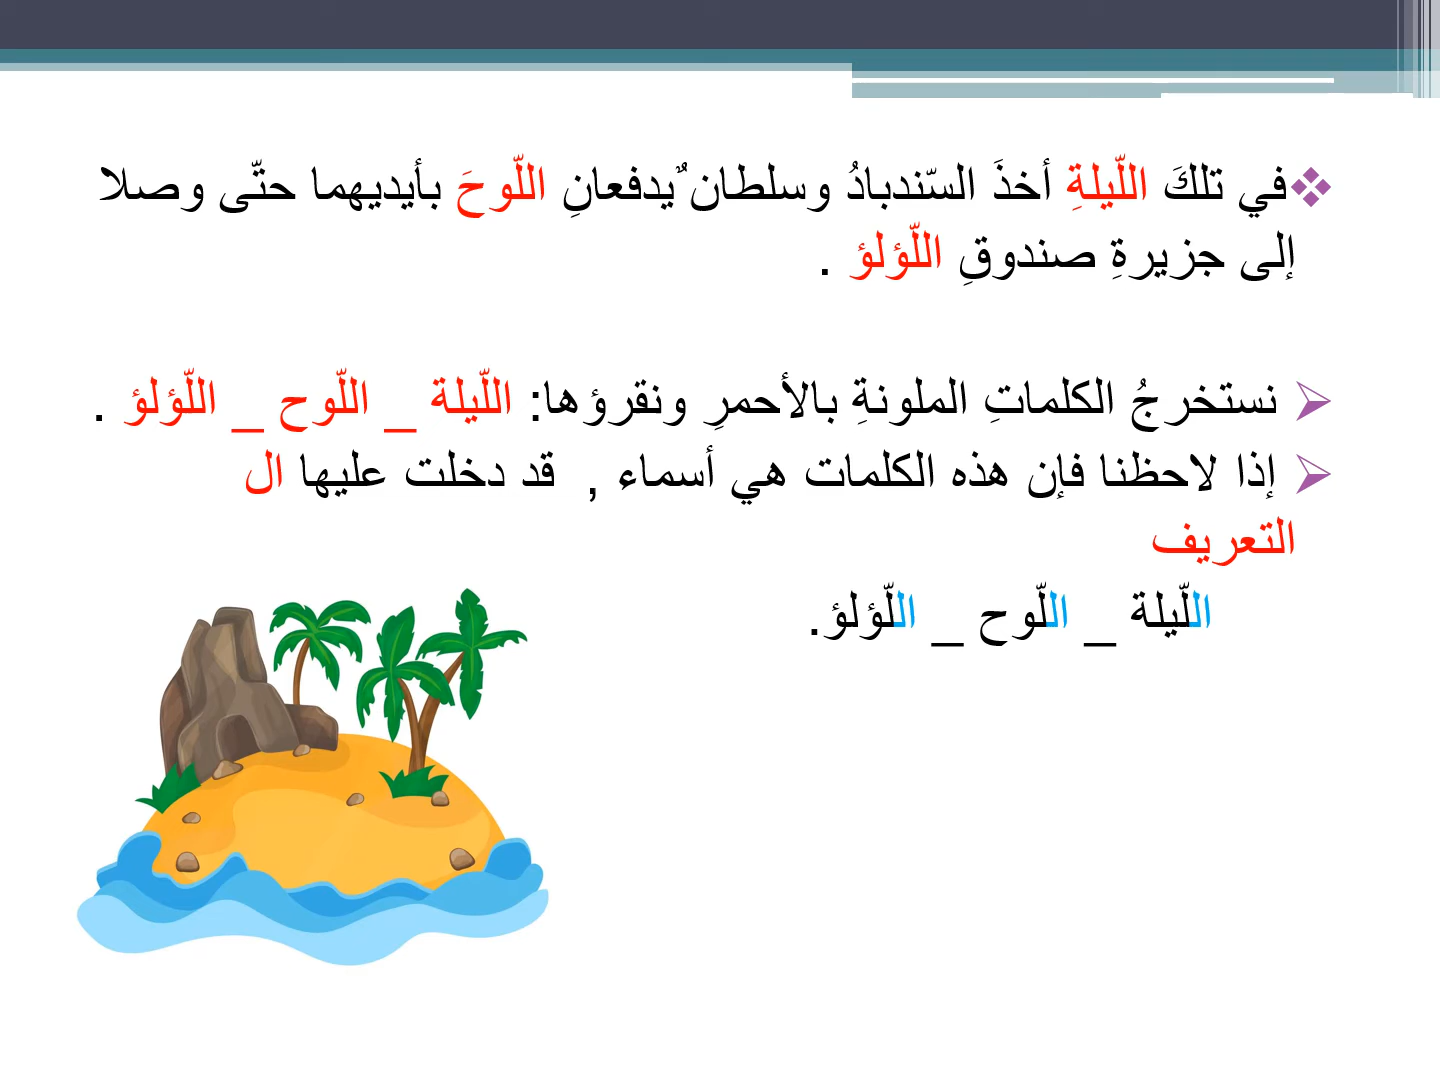 في تلكَ اللّيلةِ أخذَ السّندبادُ وسلطان ٌيدفعانِ اللّوحَ بأيديهما حتّى وصلا
إلى جزيرةِ صندوقِ اللّؤلؤ .
نستخرجُ الكلماتِ الملونةِ بالأحمرِ ونقرؤها: اللّيلة _ اللّوح _ اللّؤلؤ .
إذا لاحظنا فإن هذه الكلمات هي أسماء , قد دخلت عليها ال
التعريف
اللّيلة _ اللّوح _ اللّؤلؤ.